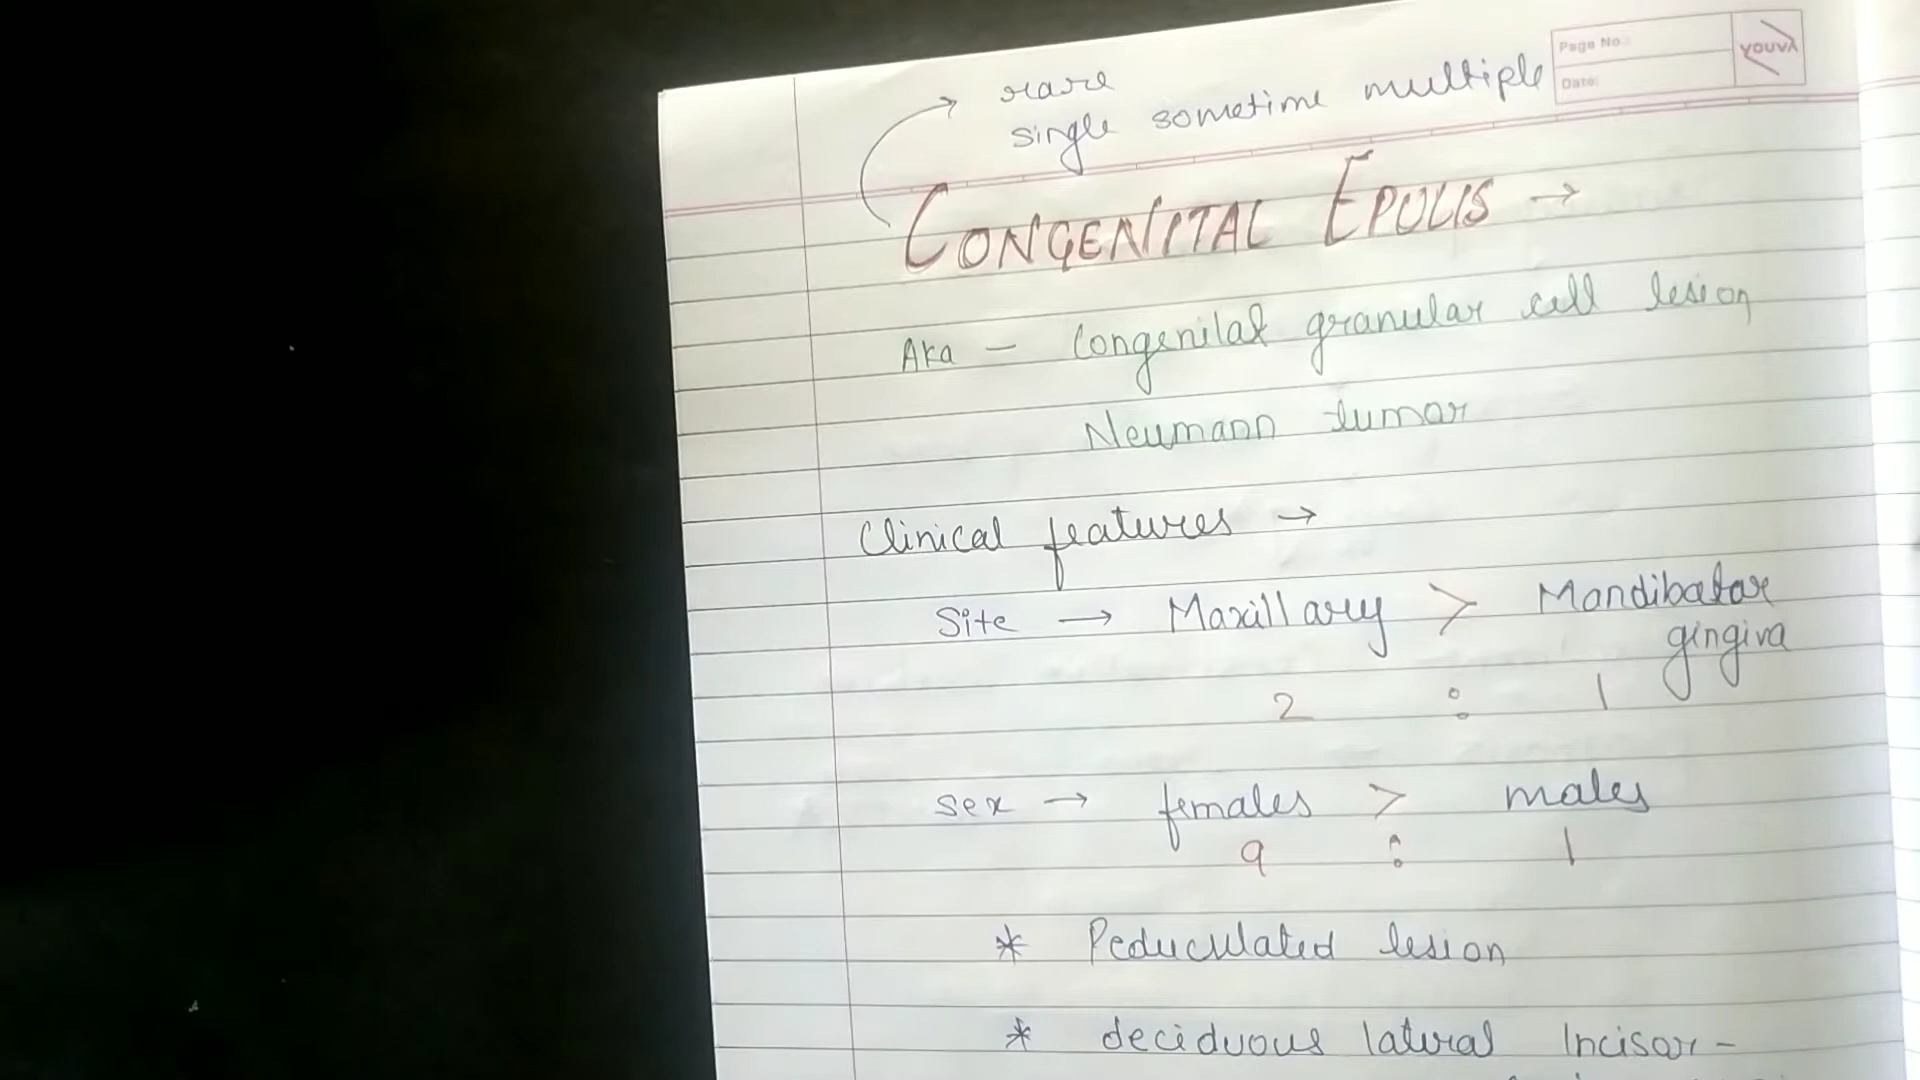 Page No.:
Date:
youva
rare
single sometime multiple
CONGENITAL EPULIS →
Aka - Congenital granular cell lesion
Neumann tumor
Clinical features →
Site → Maxillary > Mandibular
gingiva
2 : 1
sex → females > males
9 : 1
* Peduculated lesion
* deciduous lateral Incisor -